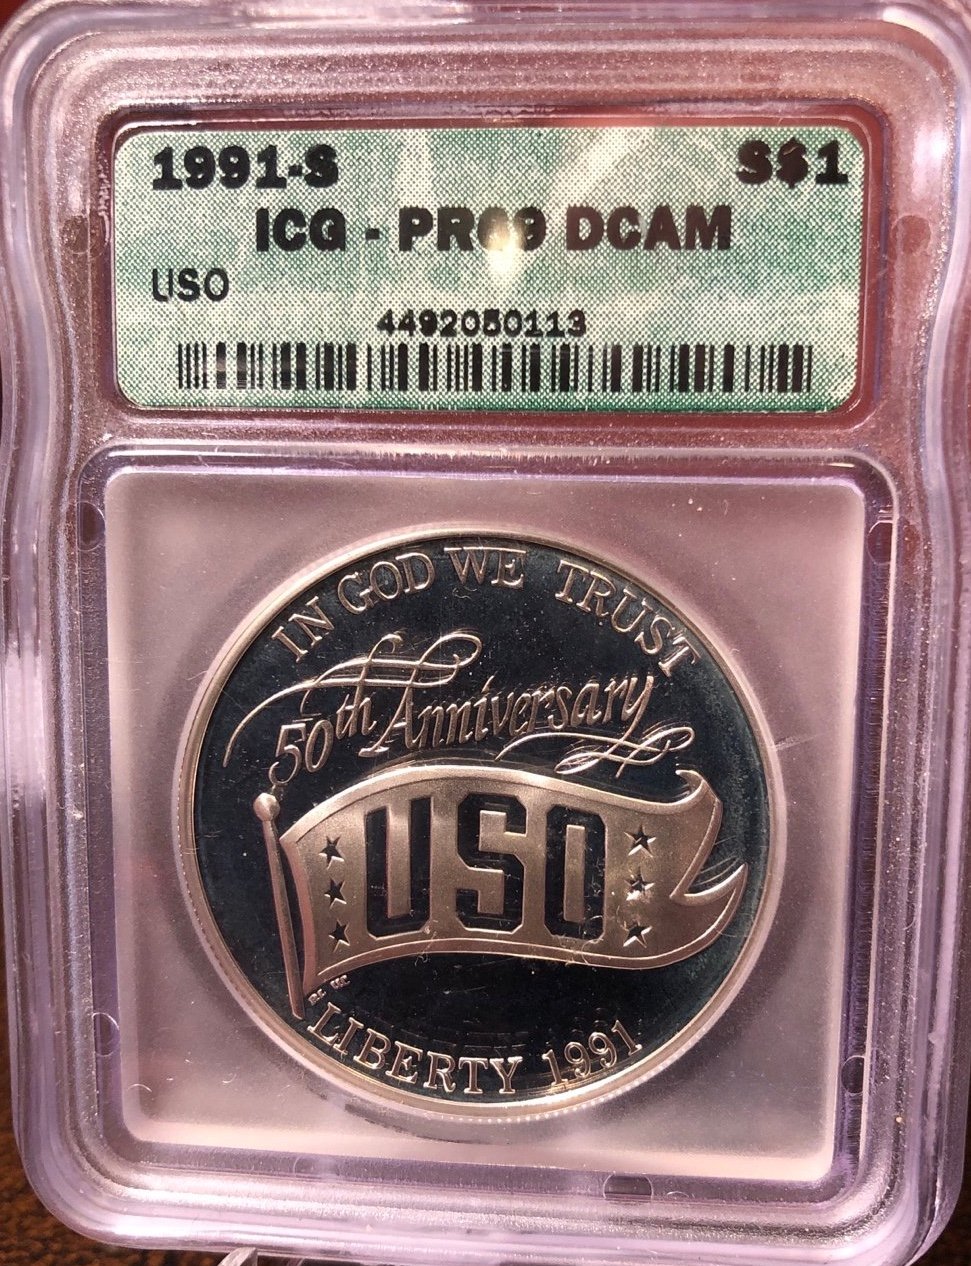 1991-S S$1
ICG - PR69 DCAM
USO
4492050113
IN GOD WE TRUST
50th Anniversary
USO
LIBERTY 1991